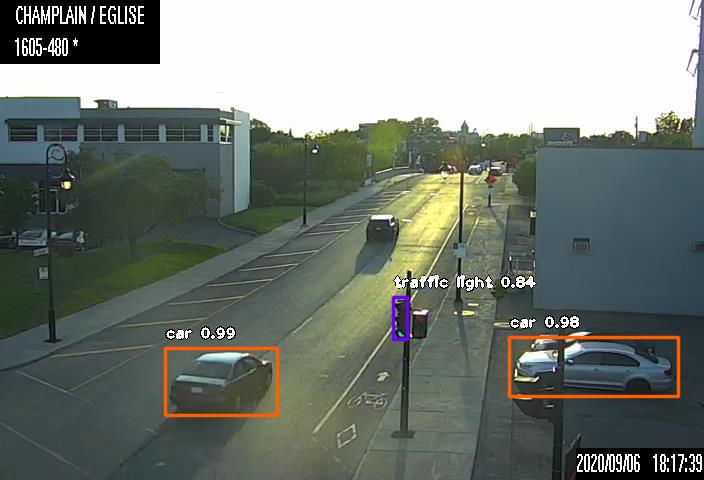 CHAMPLAIN / EGLISE
1605-480 *
traffic light 0.84
car 0.99
car 0.98
2020/09/06 18:17:39